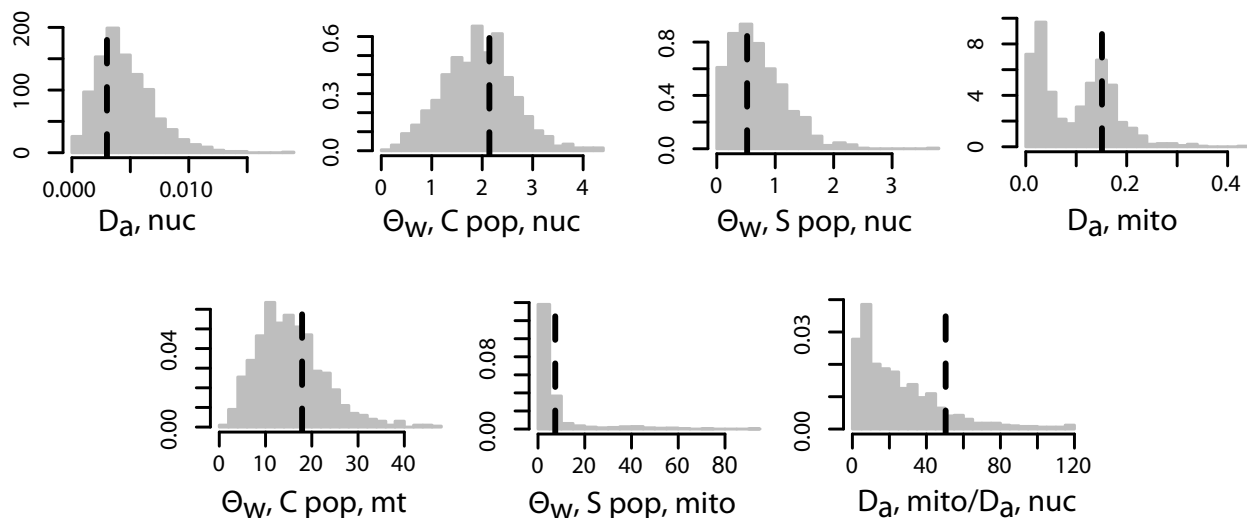 0 100 200
0.000 0.010
Da, nuc
0.0 0.3 0.6
0 1 2 3 4
Θw, C pop, nuc
0.0 0.4 0.8
0 1 2 3
Θw, S pop, nuc
0 4 8
0.0 0.2 0.4
Da, mito
0.00 0.04
0 10 20 40
Θw, C pop, mt
0.00 0.08
0 20 40 60 80
Θw, S pop, mito
0.00 0.03
0 40 80 120
Da, mito/Da, nuc